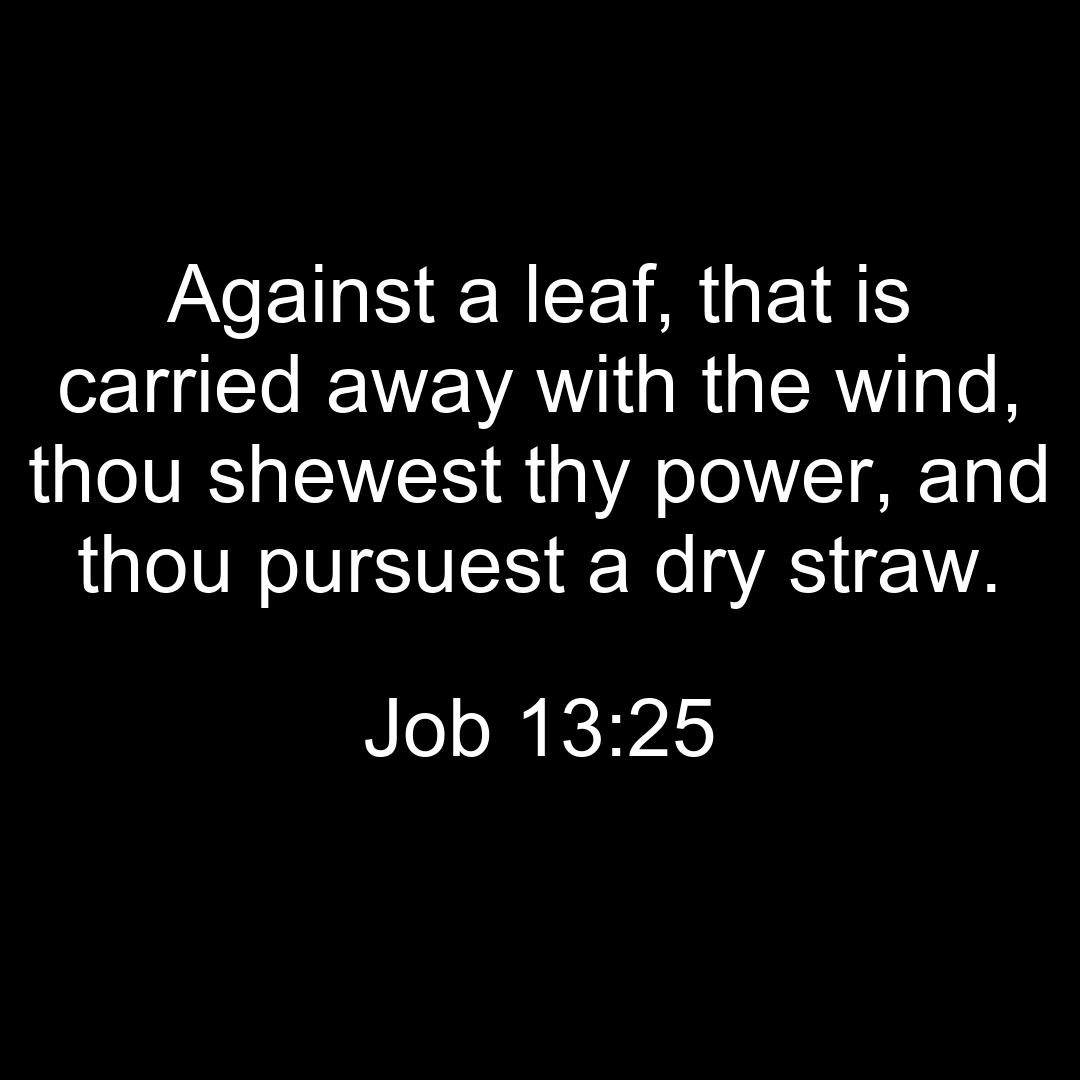 Against a leaf, that is
carried away with the wind,
thou shewest thy power, and
thou pursuest a dry straw.
Job 13:25